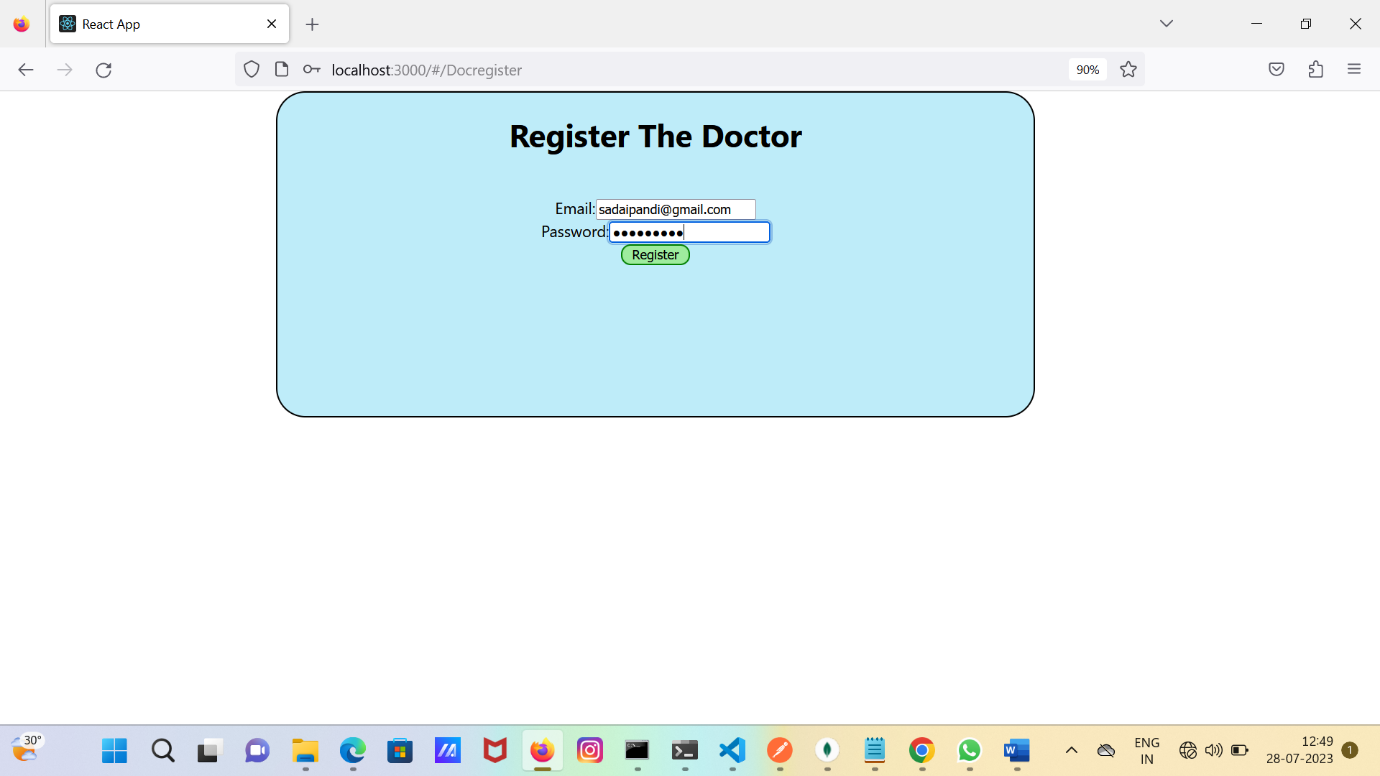 React App
localhost:3000/#/Docregister
90%
Register The Doctor
Email: sadaipandi@gmail.com
Password: •••••••••
Register
30°
ENG
IN
12:49
28-07-2023
1